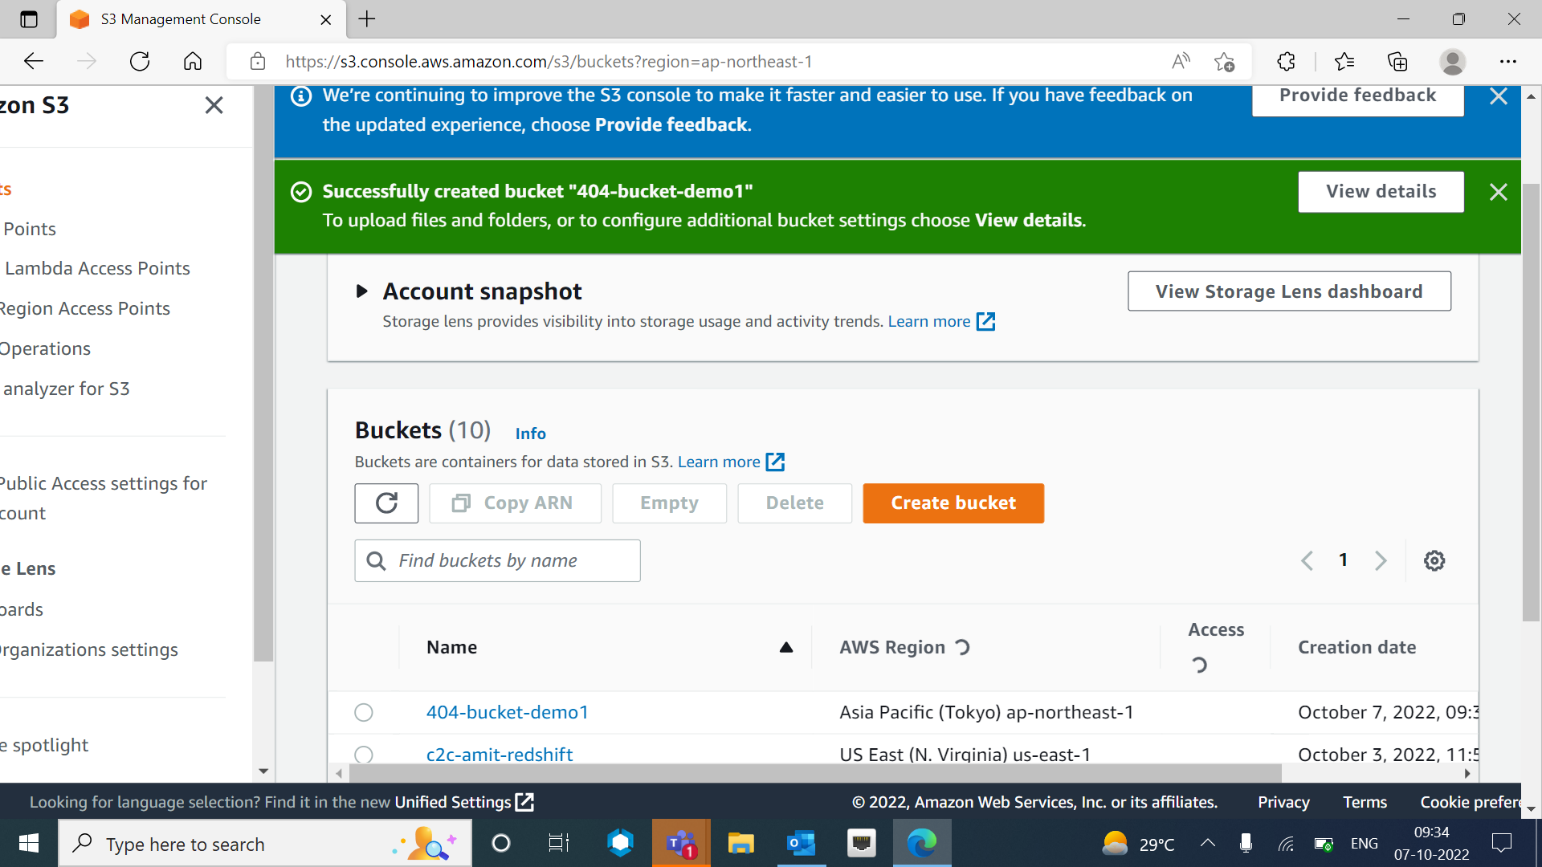 S3 Management Console
https://s3.console.aws.amazon.com/s3/buckets?region=ap-northeast-1
zon S3
ts
Points
Lambda Access Points
Region Access Points
Operations
analyzer for S3
Public Access settings for
count
e Lens
oards
Organizations settings
e spotlight
We're continuing to improve the S3 console to make it faster and easier to use. If you have feedback on
the updated experience, choose Provide feedback.
Provide feedback
Successfully created bucket "404-bucket-demo1"
To upload files and folders, or to configure additional bucket settings choose View details.
View details
Account snapshot
Storage lens provides visibility into storage usage and activity trends. Learn more
View Storage Lens dashboard
Buckets (10) Info
Buckets are containers for data stored in S3. Learn more
Copy ARN Empty Delete Create bucket
Find buckets by name
1
Name AWS Region Access Creation date
404-bucket-demo1 Asia Pacific (Tokyo) ap-northeast-1 October 7, 2022, 09:3
c2c-amit-redshift US East (N. Virginia) us-east-1 October 3, 2022, 11:5
Looking for language selection? Find it in the new Unified Settings
© 2022, Amazon Web Services, Inc. or its affiliates. Privacy Terms Cookie prefere
Type here to search
1
29°C
ENG
09:34
07-10-2022